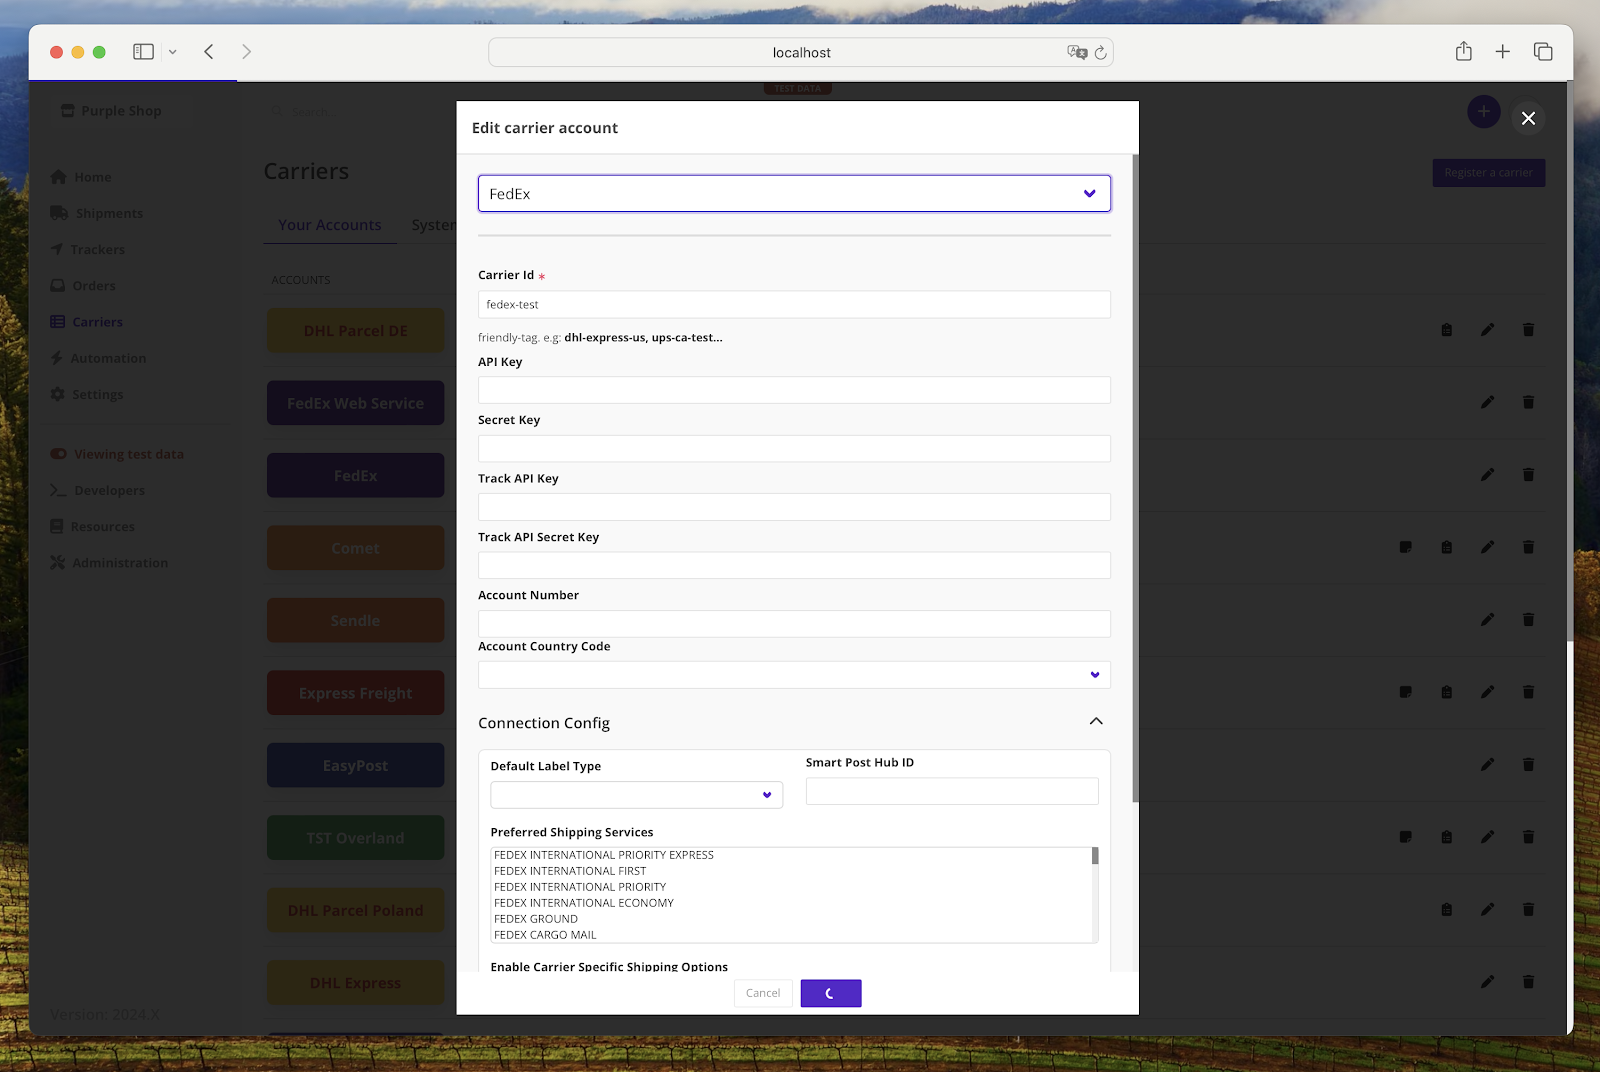 localhost
TEST DATA
Purple Shop
Search...
Edit carrier account
Home
Shipments
Trackers
Orders
Carriers
Automation
Settings
Viewing test data
Developers
Resources
Administration
Version: 2024.X
Carriers
Register a carrier
Your Accounts
System
ACCOUNTS
DHL Parcel DE
FedEx Web Service
FedEx
Comet
Sendle
Express Freight
EasyPost
TST Overland
DHL Parcel Poland
DHL Express
FedEx
Carrier Id *
fedex-test
friendly-tag. e.g: dhl-express-us, ups-ca-test...
API Key
Secret Key
Track API Key
Track API Secret Key
Account Number
Account Country Code
Connection Config
Default Label Type
Smart Post Hub ID
Preferred Shipping Services
FEDEX INTERNATIONAL PRIORITY EXPRESS
FEDEX INTERNATIONAL FIRST
FEDEX INTERNATIONAL PRIORITY
FEDEX INTERNATIONAL ECONOMY
FEDEX GROUND
FEDEX CARGO MAIL
Enable Carrier Specific Shipping Options
Cancel